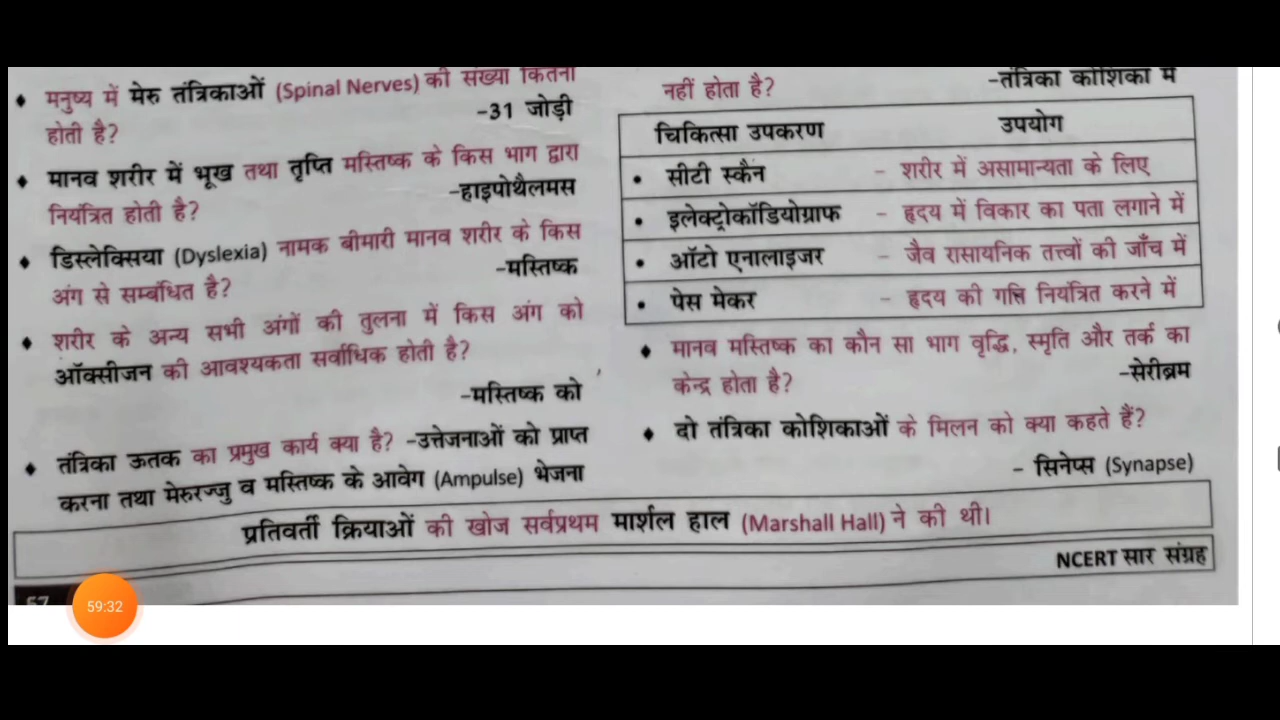 मनुष्य में मेरु तंत्रिकाओं (Spinal Nerves) की संख्या कितनी
होती है? -31 जोड़ी
मानव शरीर में भूख तथा तृप्ति मस्तिष्क के किस भाग द्वारा
नियंत्रित होती है? -हाइपोथैलमस
डिस्लेक्सिया (Dyslexia) नामक बीमारी मानव शरीर के किस
अंग से सम्बंधित है? -मस्तिष्क
शरीर के अन्य सभी अंगों की तुलना में किस अंग को
ऑक्सीजन की आवश्यकता सर्वाधिक होती है?
-मस्तिष्क को
तंत्रिका ऊतक का प्रमुख कार्य क्या है? -उत्तेजनाओं को प्राप्त
करना तथा मेरुरज्जु व मस्तिष्क के आवेग (Ampulse) भेजना
नहीं होता है? -तंत्रिका कोशिका में
चिकित्सा उपकरण उपयोग
• सीटी स्कैन - शरीर में असामान्यता के लिए
• इलेक्ट्रोकॉडियोग्राफ - हृदय में विकार का पता लगाने में
• ऑटो एनालाइजर - जैव रासायनिक तत्त्वों की जाँच में
• पेस मेकर - हृदय की गति नियंत्रित करने में
मानव मस्तिष्क का कौन सा भाग वृद्धि, स्मृति और तर्क का
केन्द्र होता है? -सेरीब्रम
दो तंत्रिका कोशिकाओं के मिलन को क्या कहते हैं?
- सिनेप्स (Synapse)
प्रतिवर्ती क्रियाओं की खोज सर्वप्रथम मार्शल हाल (Marshall Hall) ने की थी।
NCERT सार संग्रह
57
59:32